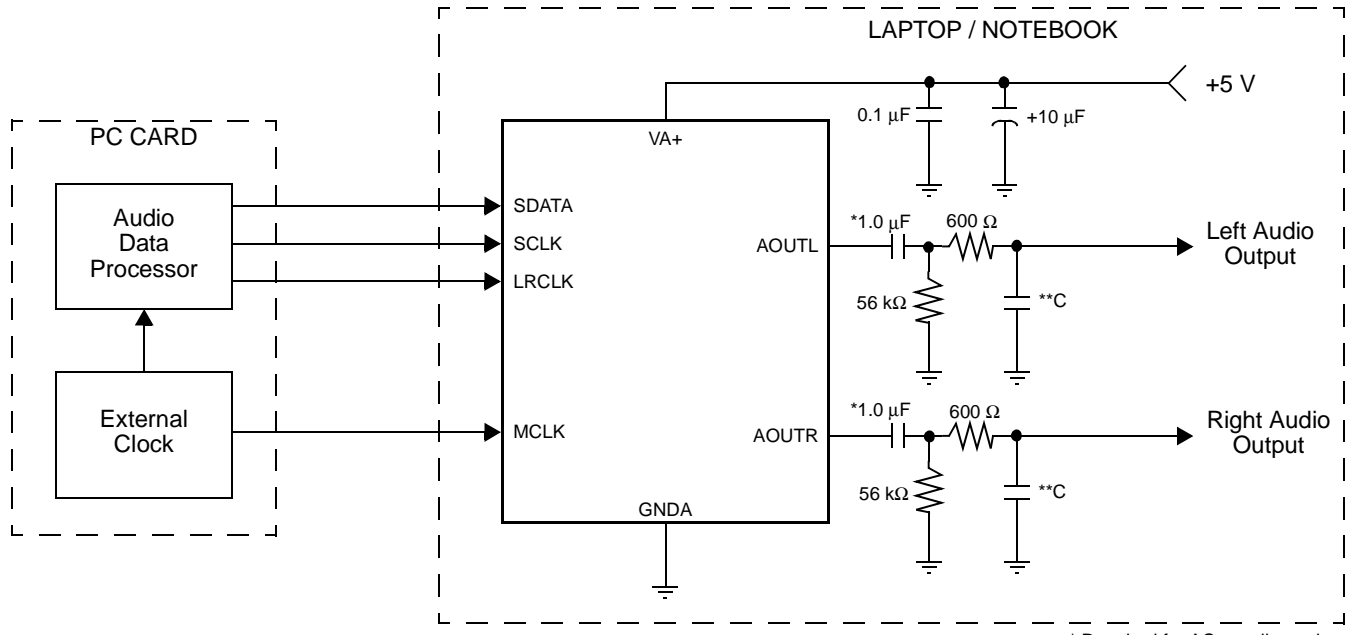 LAPTOP / NOTEBOOK
+5 V
0.1 μF
+10 μF
PC CARD
VA+
Audio
Data
Processor
SDATA
SCLK
LRCLK
AOUTL
*1.0 μF
600 Ω
Left Audio
Output
56 kΩ
**C
External
Clock
MCLK
AOUTR
*1.0 μF
600 Ω
Right Audio
Output
56 kΩ
**C
GNDA